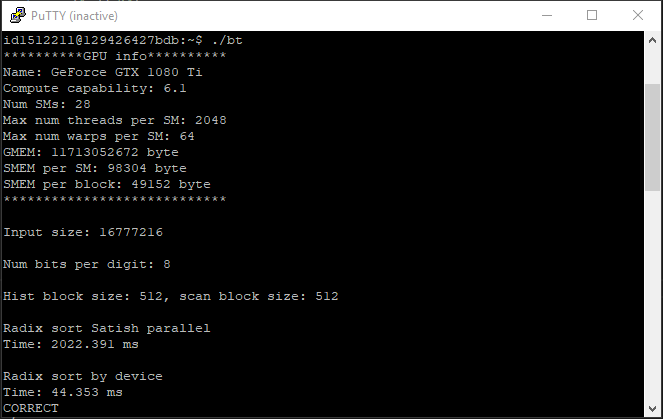 PuTTY (inactive)
id1512211@129426427bdb:~$ ./bt
**********GPU info**********
Name: GeForce GTX 1080 Ti
Compute capability: 6.1
Num SMs: 28
Max num threads per SM: 2048
Max num warps per SM: 64
GMEM: 11713052672 byte
SMEM per SM: 98304 byte
SMEM per block: 49152 byte
****************************
Input size: 16777216
Num bits per digit: 8
Hist block size: 512, scan block size: 512
Radix sort Satish parallel
Time: 2022.391 ms
Radix sort by device
Time: 44.353 ms
CORRECT